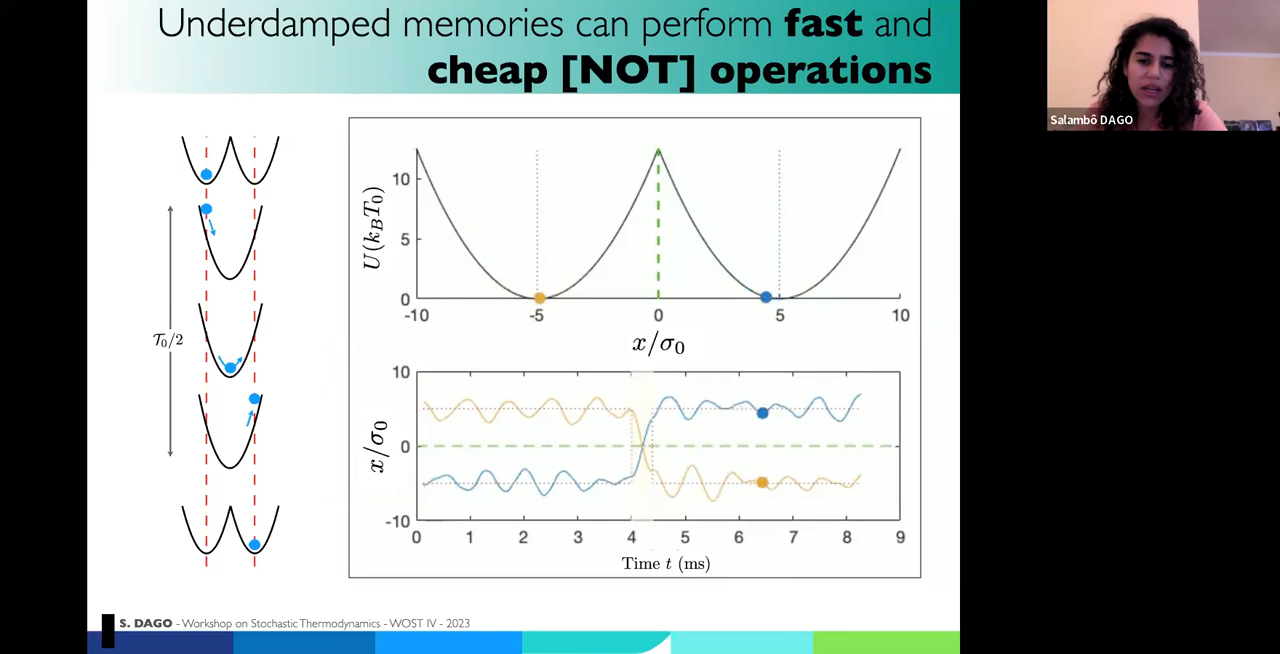 Underdamped memories can perform fast and
cheap [NOT] operations
Salambô DAGO
𝒯₀/2
U(k_BT₀)
10
5
0
-10
-5
0
5
10
x/σ₀
x/σ₀
10
0
-10
0
1
2
3
4
5
6
7
8
9
Time t (ms)
S. DAGO - Workshop on Stochastic Thermodynamics - WOST IV - 2023